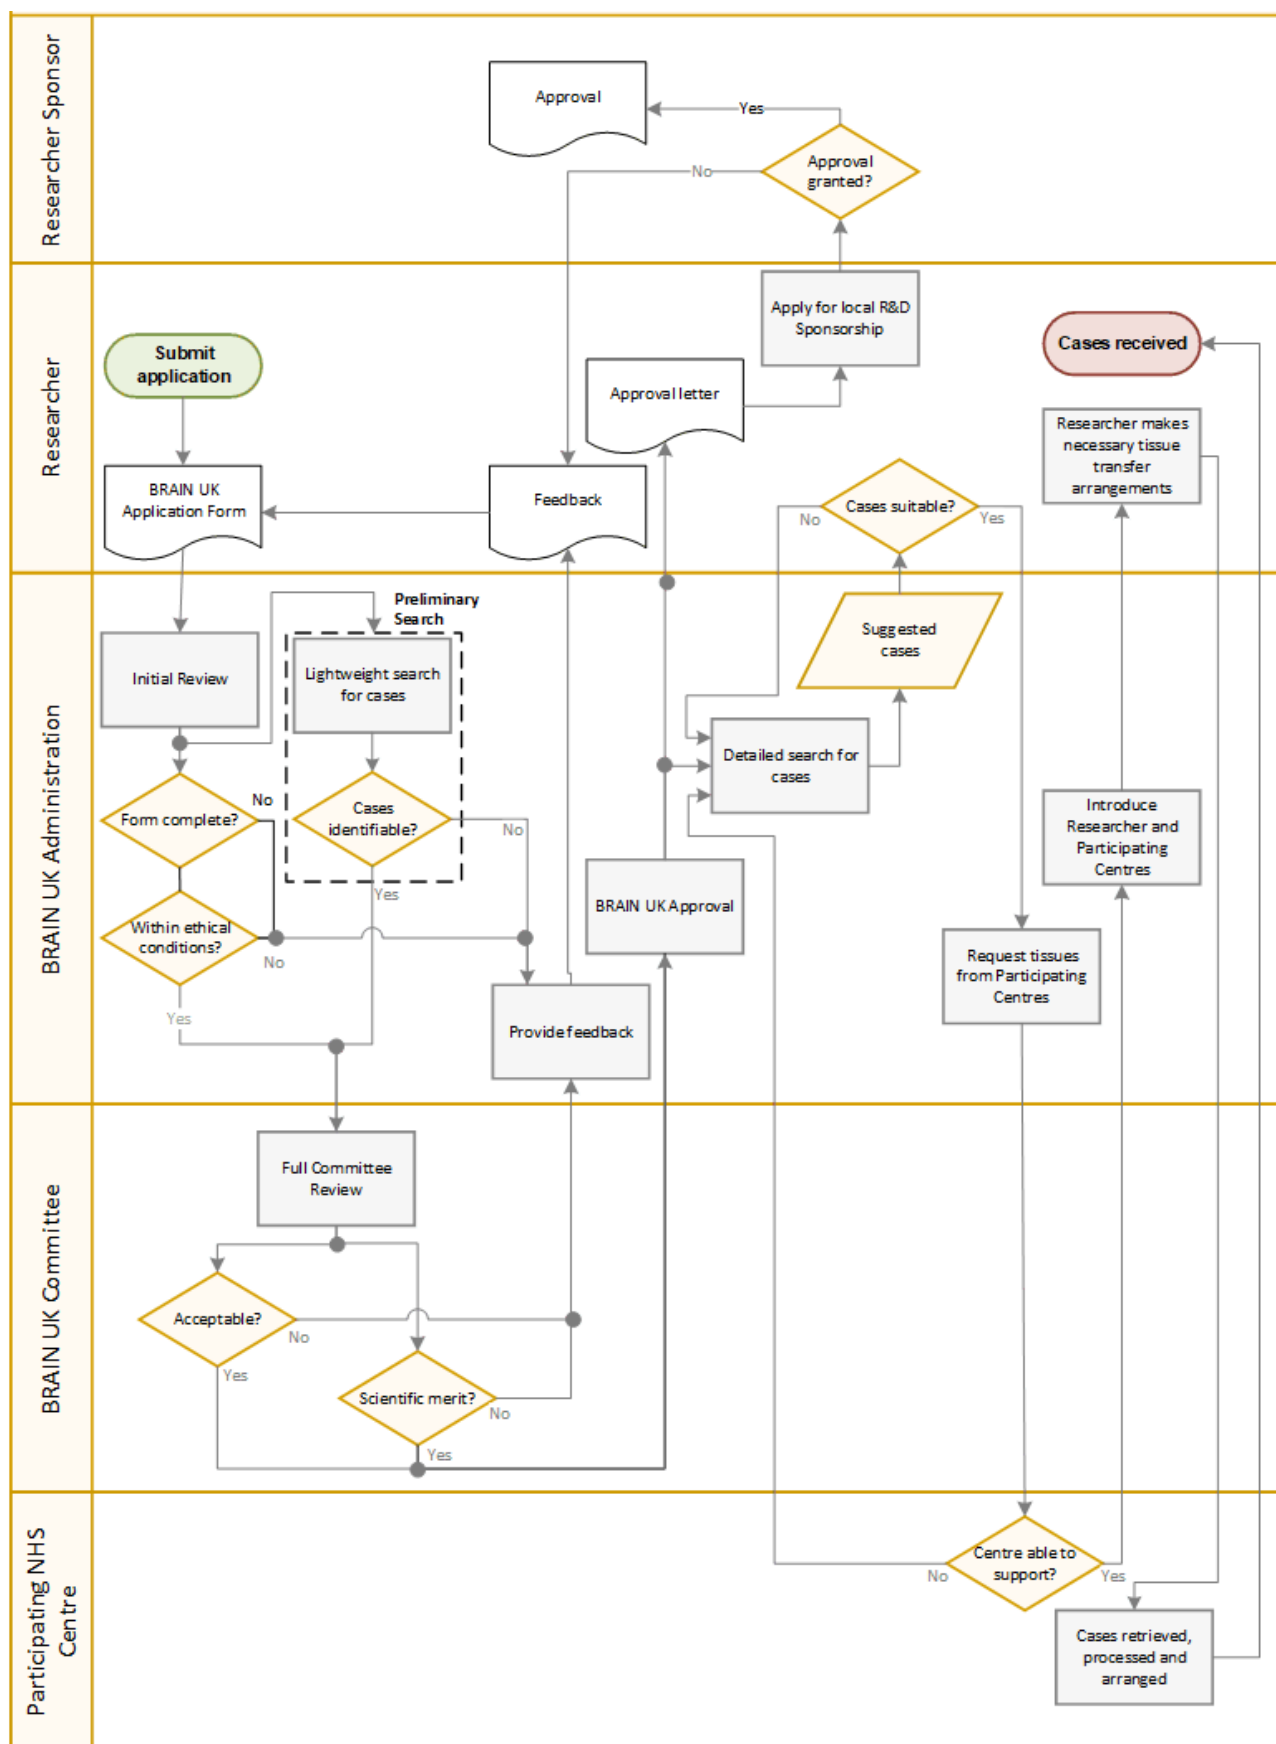 Researcher Sponsor
Approval
Yes
Approval
granted?
No
Researcher
Apply for local R&D
Sponsorship
Submit
application
Cases received
Approval letter
Researcher makes
necessary tissue
transfer
arrangements
BRAIN UK
Application Form
Feedback
Cases suitable?
No
Yes
BRAIN UK Administration
Preliminary
Search
Suggested
cases
Initial Review
Lightweight search
for cases
Detailed search for
cases
Form complete?
No
Cases
identifiable?
No
Yes
Introduce
Researcher and
Participating
Centres
BRAIN UK Approval
Within ethical
conditions?
No
Yes
Request tissues
from Participating
Centres
Provide feedback
BRAIN UK Committee
Full Committee
Review
Acceptable?
No
Yes
Scientific merit?
No
Yes
Participating NHS
Centre
Centre able to
support?
No
Yes
Cases retrieved,
processed and
arranged